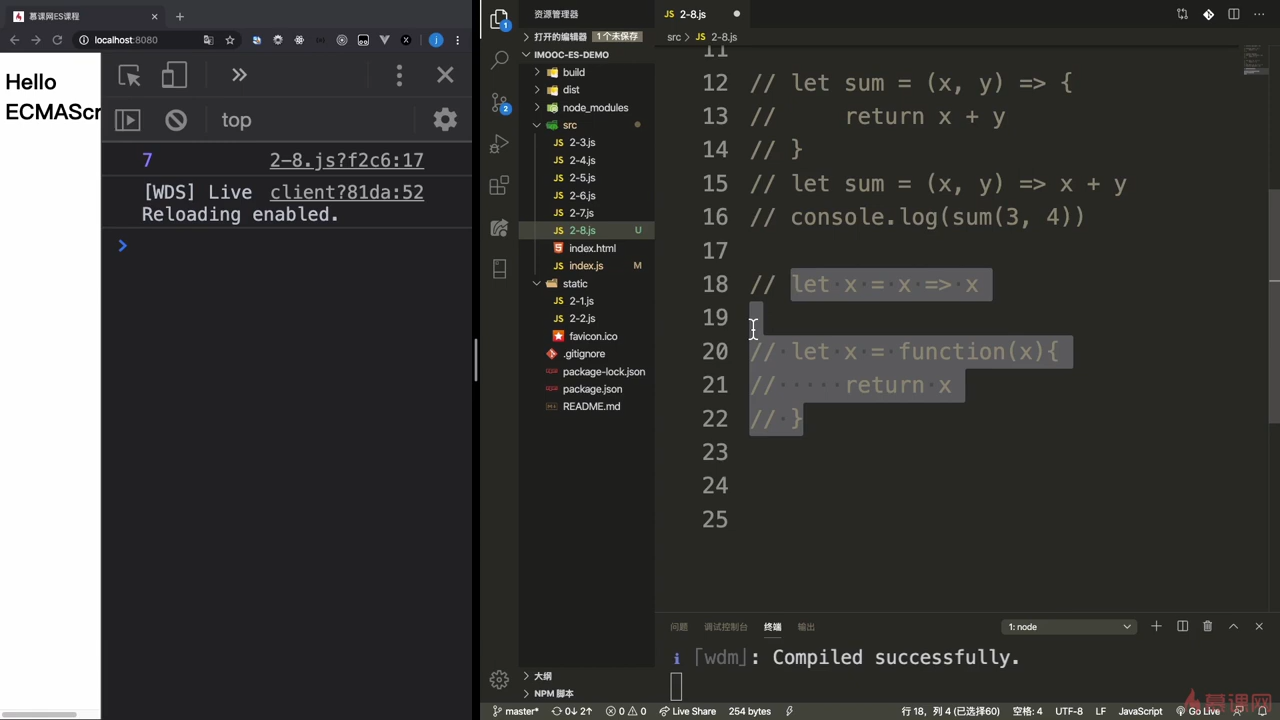 慕课网ES课程
localhost:8080
Hello
ECMAScr
top
7 2-8.js?f2c6:17
[WDS] Live client?81da:52
Reloading enabled.
资源管理器
打开的编辑器 1个未保存
IMOOC-ES-DEMO
build
dist
node_modules
src
2-3.js
2-4.js
2-5.js
2-6.js
2-7.js
2-8.js U
index.html
index.js M
static
2-1.js
2-2.js
favicon.ico
.gitignore
package-lock.json
package.json
README.md
大纲
NPM 脚本
2-8.js
src > 2-8.js
11
12 // let sum = (x, y) => {
13 //     return x + y
14 // }
15 // let sum = (x, y) => x + y
16 // console.log(sum(3, 4))
17
18 // let x = x => x
19
20 // let x = function(x){
21 //     return x
22 // }
23
24
25
问题 调试控制台 终端 输出 1: node
i ｢wdm｣: Compiled successfully.
慕课网
master* 0↓ 2↑ 0 0 Live Share 254 bytes 行 18，列 4 (已选择60) 空格: 4 UTF-8 LF JavaScript Go Live